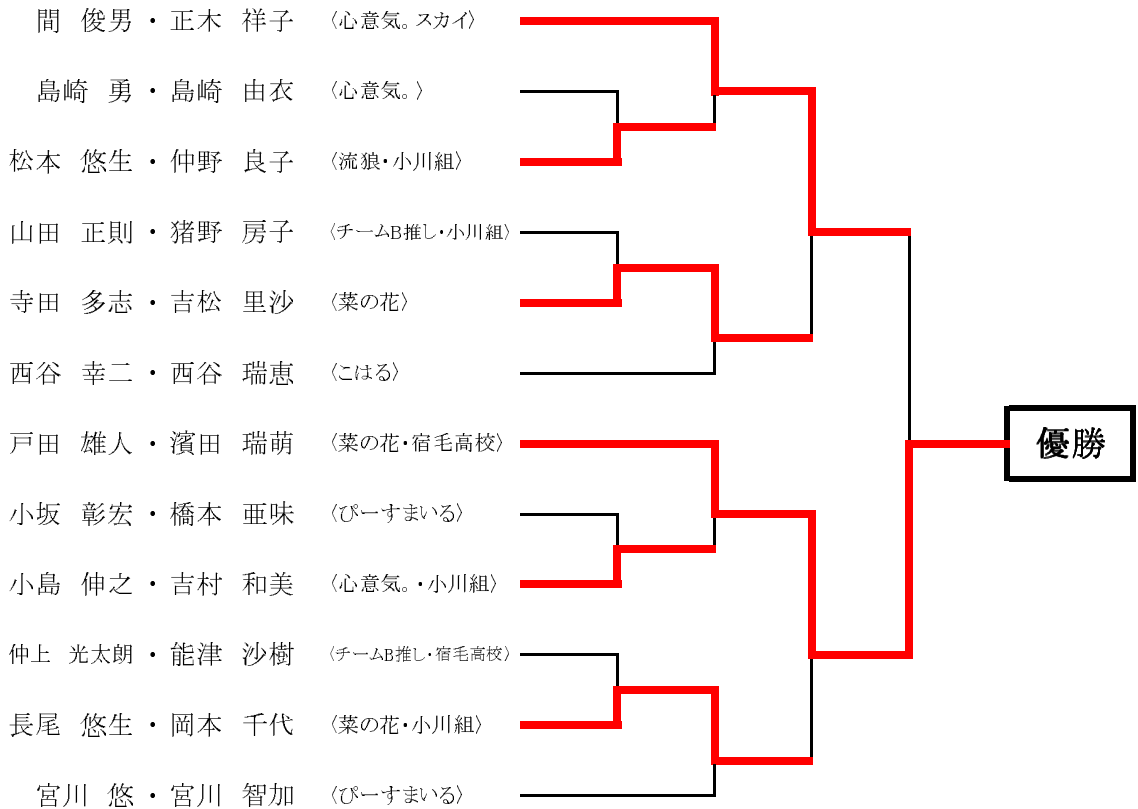 間 俊男・正木 祥子 〈心意気。スカイ〉
島崎 勇・島崎 由衣 〈心意気。〉
松本 悠生・仲野 良子 〈流狼・小川組〉
山田 正則・猪野 房子 〈チームB推し・小川組〉
寺田 多志・吉松 里沙 〈菜の花〉
西谷 幸二・西谷 瑞恵 〈こはる〉
戸田 雄人・濱田 瑞萌 〈菜の花・宿毛高校〉
優勝
小坂 彰宏・橋本 亜味 〈ぴーすまいる〉
小島 伸之・吉村 和美 〈心意気。・小川組〉
仲上 光太朗・能津 沙樹 〈チームB推し・宿毛高校〉
長尾 悠生・岡本 千代 〈菜の花・小川組〉
宮川 悠・宮川 智加 〈ぴーすまいる〉